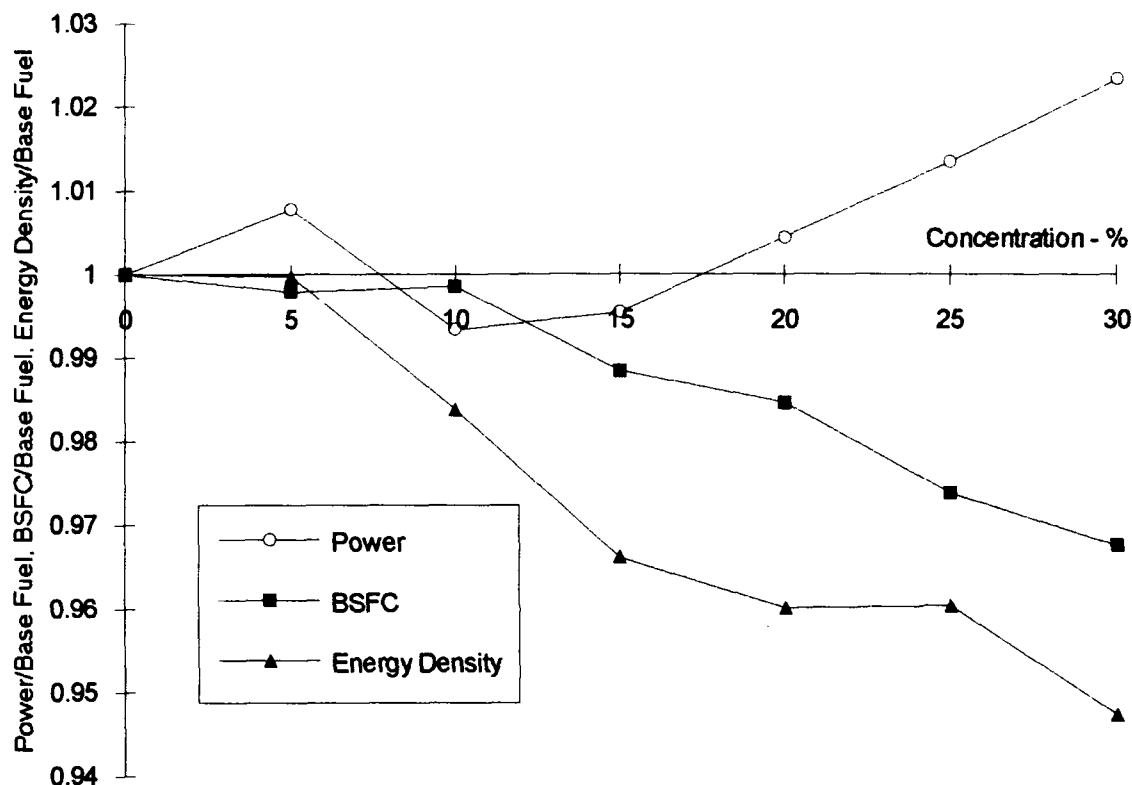 Power/Base Fuel, BSFC/Base Fuel, Energy Density/Base Fuel
1.03
1.02
1.01
1
0.99
0.98
0.97
0.96
0.95
0.94
Concentration - %
0 5 10 15 20 25 30
Power
BSFC
Energy Density